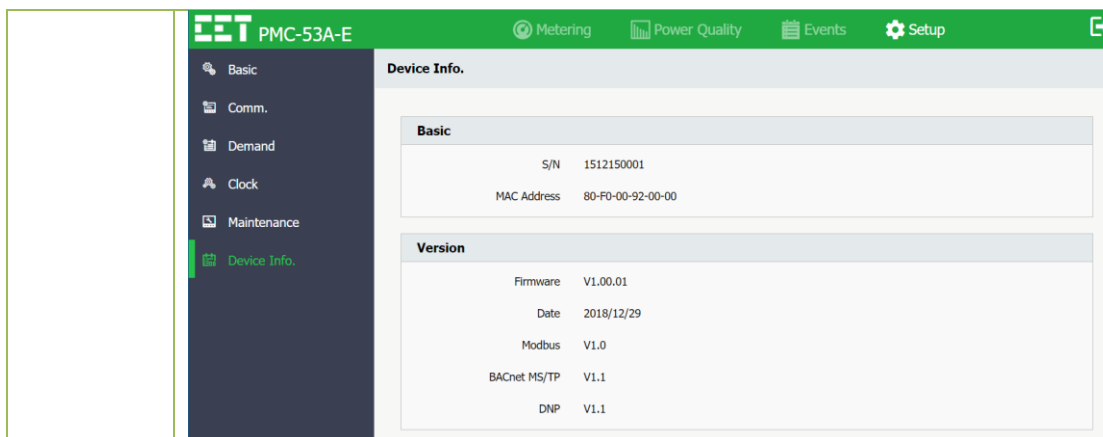 CET PMC-53A-E Metering Power Quality Events Setup
Basic
Comm.
Demand
Clock
Maintenance
Device Info.
Device Info.
Basic
S/N 1512150001
MAC Address 80-F0-00-92-00-00
Version
Firmware V1.00.01
Date 2018/12/29
Modbus V1.0
BACnet MS/TP V1.1
DNP V1.1